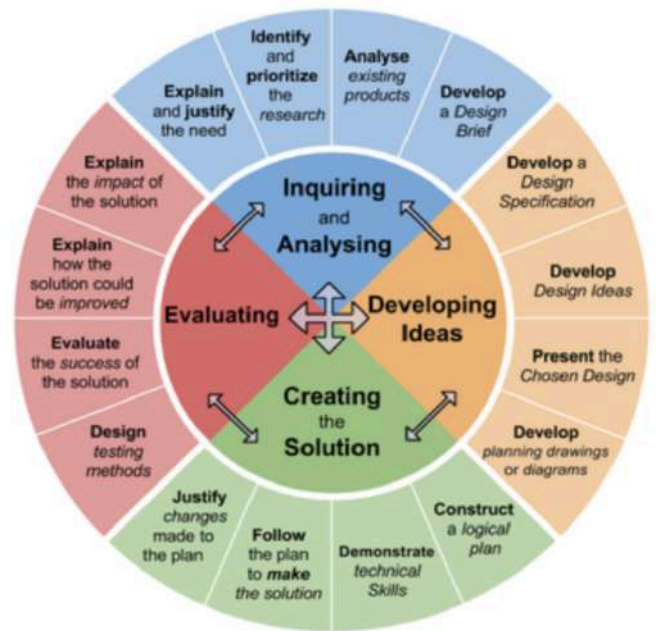 Explain
and justify
the need
Identify
and
prioritize
the
research
Analyse
existing
products
Develop
a Design
Brief
Develop a
Design
Specification
Develop
Design Ideas
Present the
Chosen Design
Develop
planning drawings
or diagrams
Construct
a logical
plan
Demonstrate
technical
Skills
Follow
the plan
to make
the solution
Justify
changes
made to
the plan
Design
testing
methods
Evaluate
the success of
the solution
Explain
how the
solution could
be improved
Explain
the impact of
the solution
Inquiring
and
Analysing
Developing
Ideas
Creating
the
Solution
Evaluating